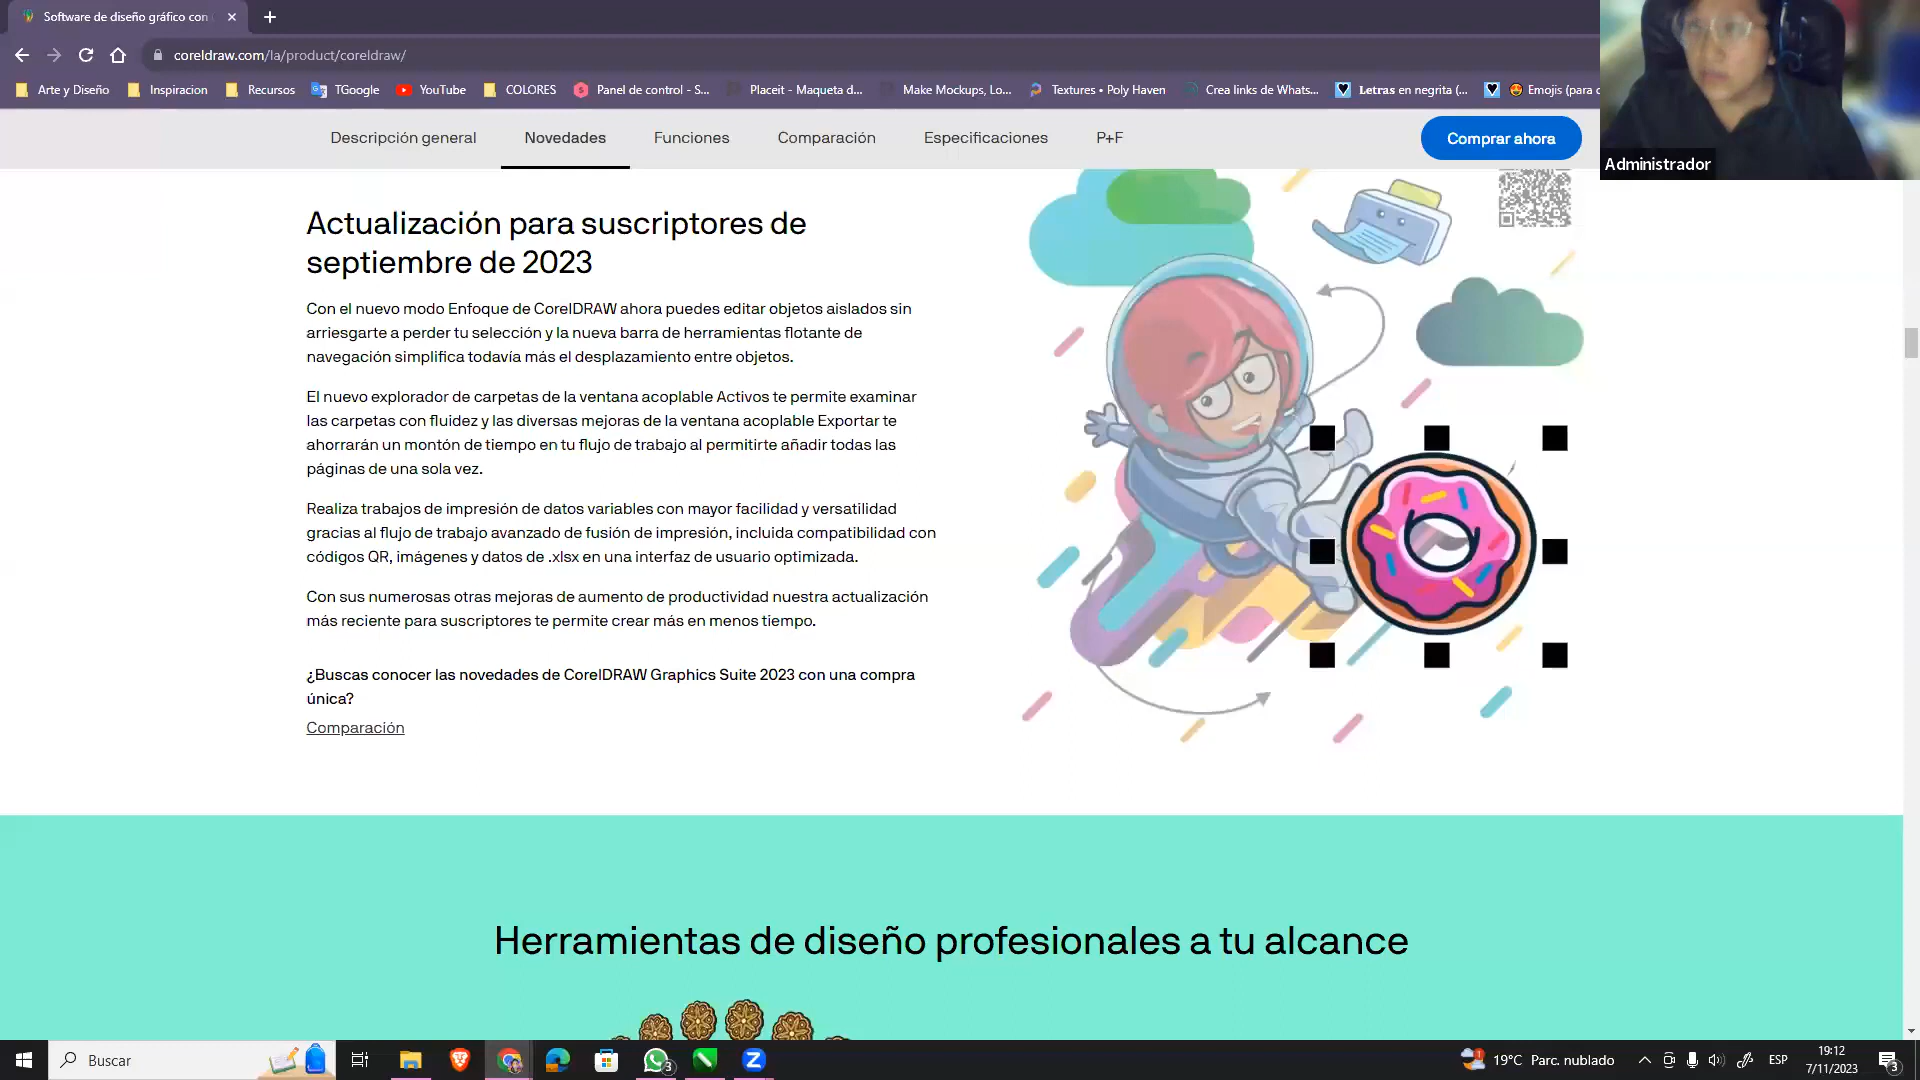 Software de diseño gráfico con
coreldraw.com/la/product/coreldraw/
Arte y Diseño
Inspiracion
Recursos
TGoogle
YouTube
COLORES
Panel de control - S...
Placeit - Maqueta d...
Make Mockups, Lo...
Textures • Poly Haven
Crea links de Whats...
Letras en negrita (...
Emojis (para c
Descripción general
Novedades
Funciones
Comparación
Especificaciones
P+F
Comprar ahora
Administrador
Actualización para suscriptores de
septiembre de 2023
Con el nuevo modo Enfoque de CorelDRAW ahora puedes editar objetos aislados sin
arriesgarte a perder tu selección y la nueva barra de herramientas flotante de
navegación simplifica todavía más el desplazamiento entre objetos.
El nuevo explorador de carpetas de la ventana acoplable Activos te permite examinar
las carpetas con fluidez y las diversas mejoras de la ventana acoplable Exportar te
ahorrarán un montón de tiempo en tu flujo de trabajo al permitirte añadir todas las
páginas de una sola vez.
Realiza trabajos de impresión de datos variables con mayor facilidad y versatilidad
gracias al flujo de trabajo avanzado de fusión de impresión, incluida compatibilidad con
códigos QR, imágenes y datos de .xlsx en una interfaz de usuario optimizada.
Con sus numerosas otras mejoras de aumento de productividad nuestra actualización
más reciente para suscriptores te permite crear más en menos tiempo.
¿Buscas conocer las novedades de CorelDRAW Graphics Suite 2023 con una compra
única?
Comparación
Herramientas de diseño profesionales a tu alcance
Buscar
3
1
19°C Parc. nublado
ESP
19:12
7/11/2023
3